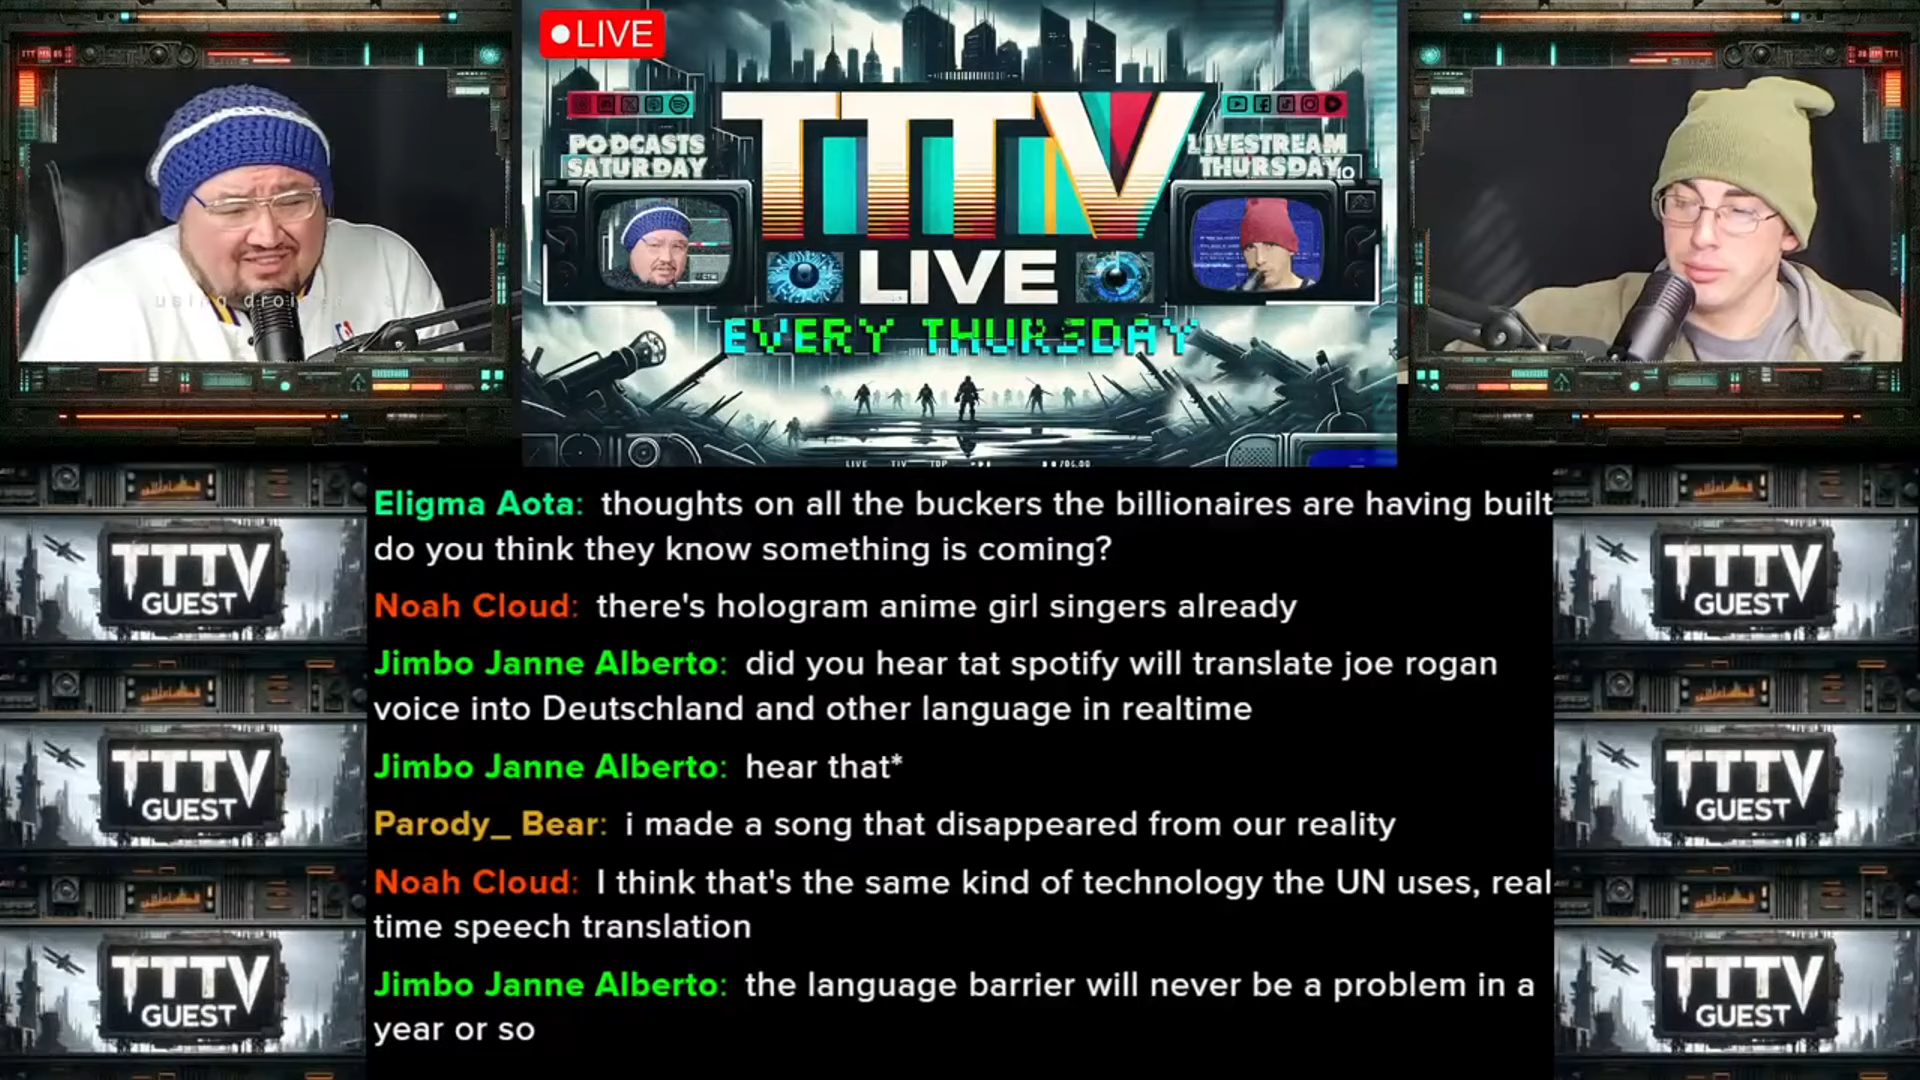 LIVE
PODCASTS
SATURDAY
TTTV
LIVESTREAM
THURSDAY
LIVE
EVERY THURSDAY
Eligma Aota: thoughts on all the buckers the billionaires are having built
do you think they know something is coming?
Noah Cloud: there's hologram anime girl singers already
Jimbo Janne Alberto: did you hear tat spotify will translate joe rogan
voice into Deutschland and other language in realtime
Jimbo Janne Alberto: hear that*
Parody_ Bear: i made a song that disappeared from our reality
Noah Cloud: I think that's the same kind of technology the UN uses, real
time speech translation
Jimbo Janne Alberto: the language barrier will never be a problem in a
year or so
TTTV
GUEST
TTTV
GUEST
TTTV
GUEST
TTTV
GUEST
TTTV
GUEST
TTTV
GUEST